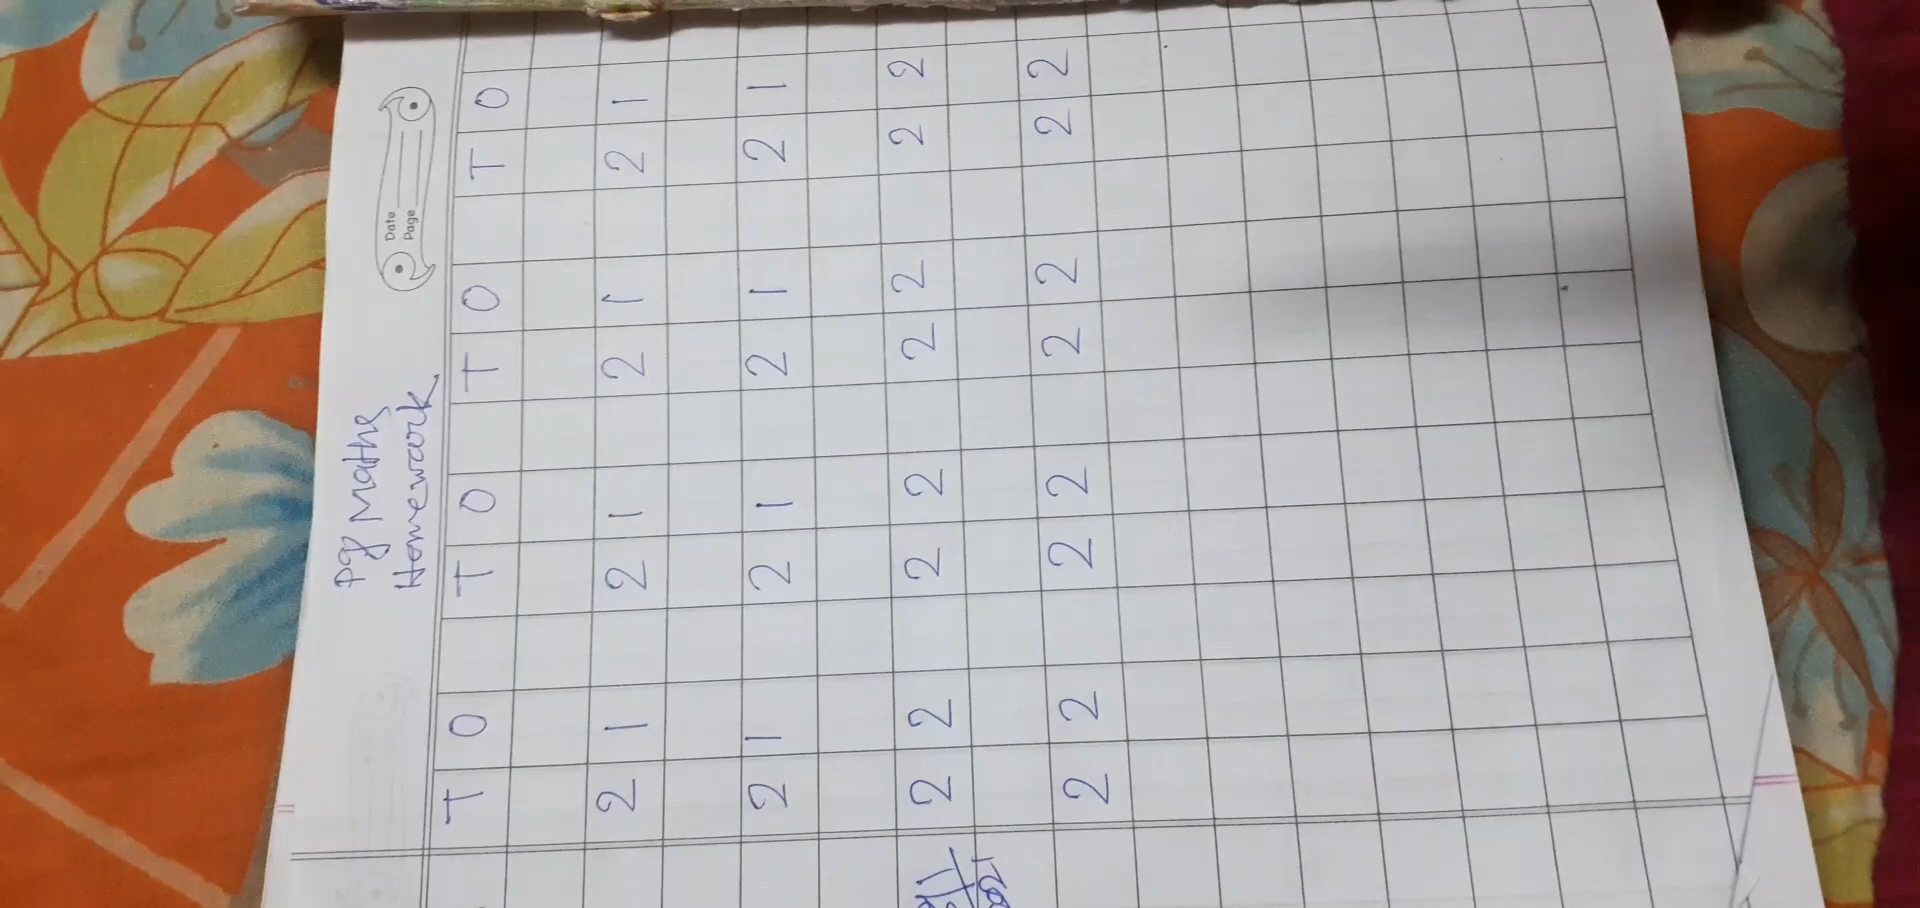 Pg Maths
Homework
Date
Page
T O T O T O T O
2 1 2 1 2 1 2 1
2 1 2 1 2 1 2 1
2 2 2 2 2 2 2 2
2 2 2 2 2 2 2 2